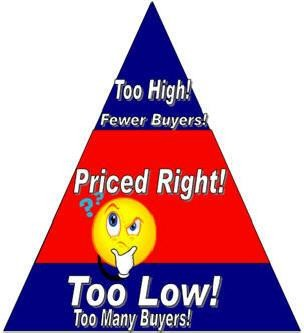 Too High!
Fewer Buyers!
Priced Right!
??
Too Low!
Too Many Buyers!